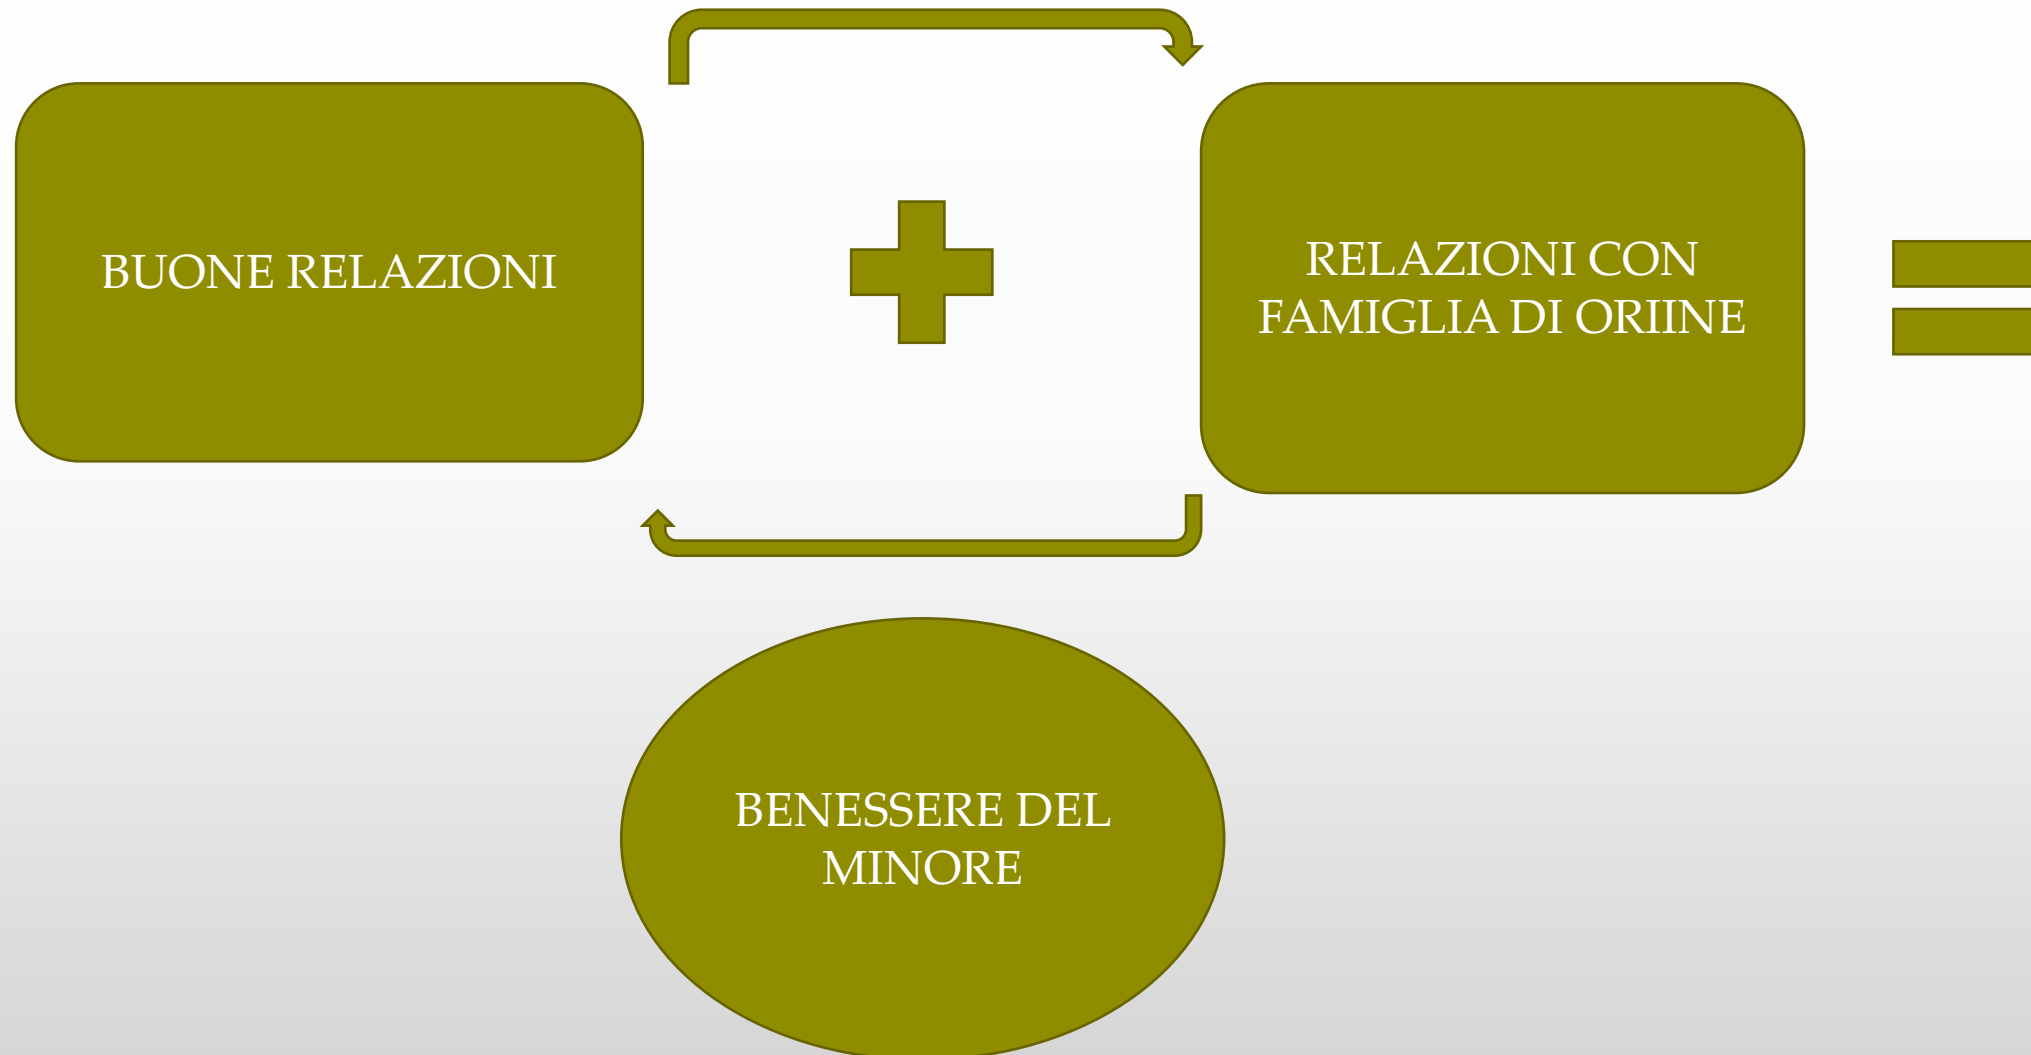 BUONE RELAZIONI
RELAZIONI CON
FAMIGLIA DI ORIINE
BENESSERE DEL
MINORE